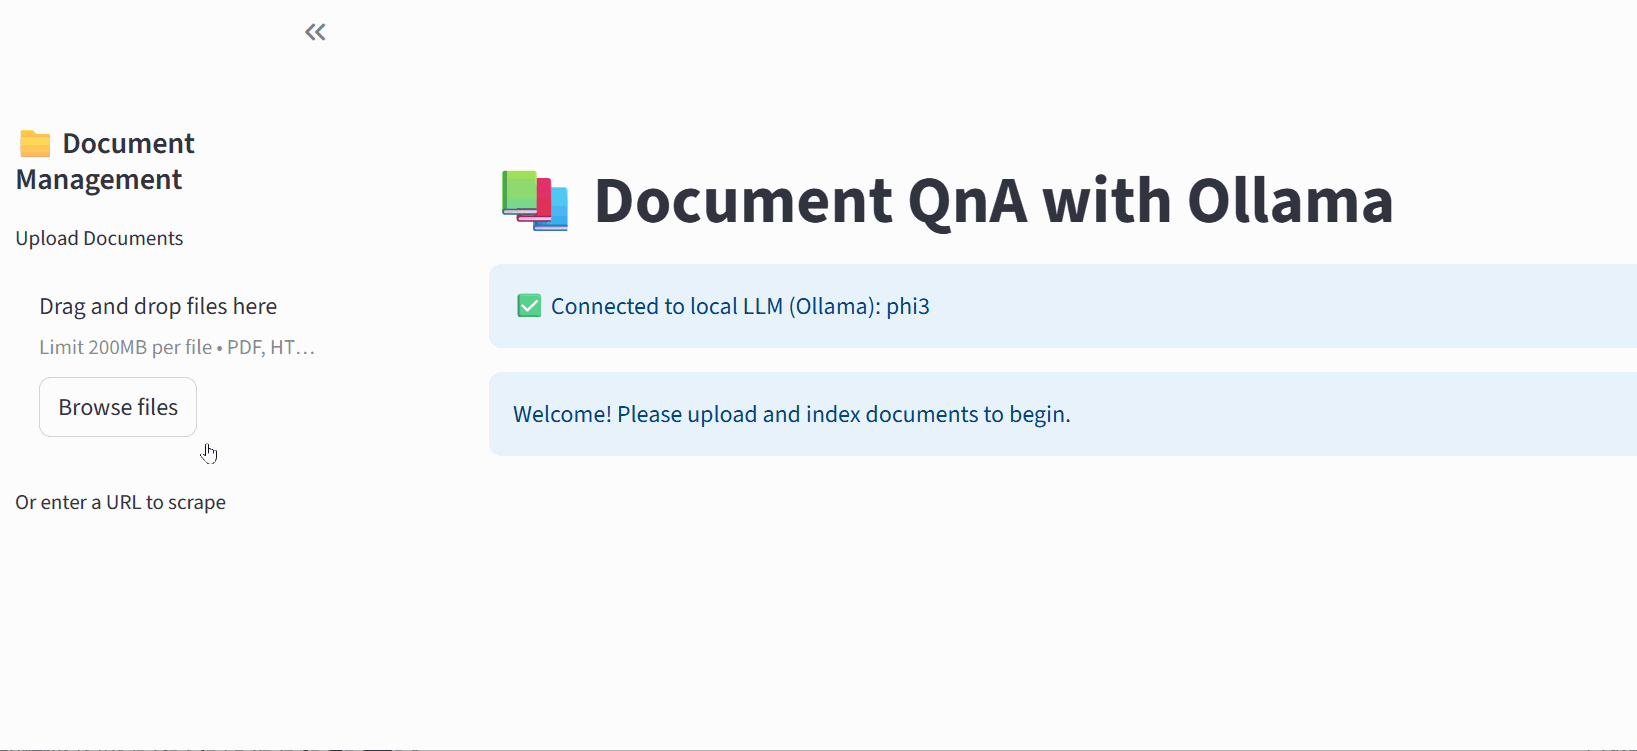 Document
Management
Upload Documents
Drag and drop files here
Limit 200MB per file • PDF, HT...
Browse files
Or enter a URL to scrape
Document QnA with Ollama
Connected to local LLM (Ollama): phi3
Welcome! Please upload and index documents to begin.